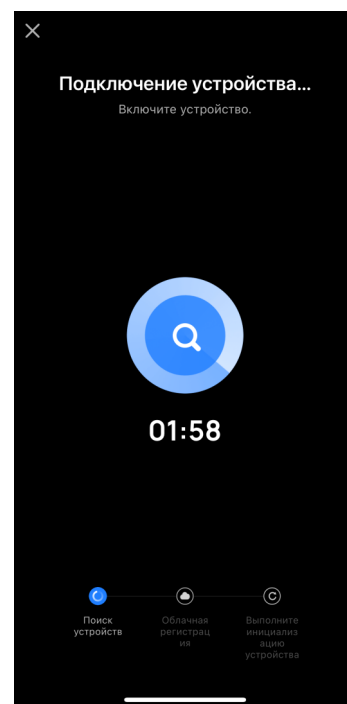 Подключение устройства...
Включите устройство.
01:58
Поиск
устройств
Облачная
регистрац
ия
Выполните
инициализ
ацию
устройства